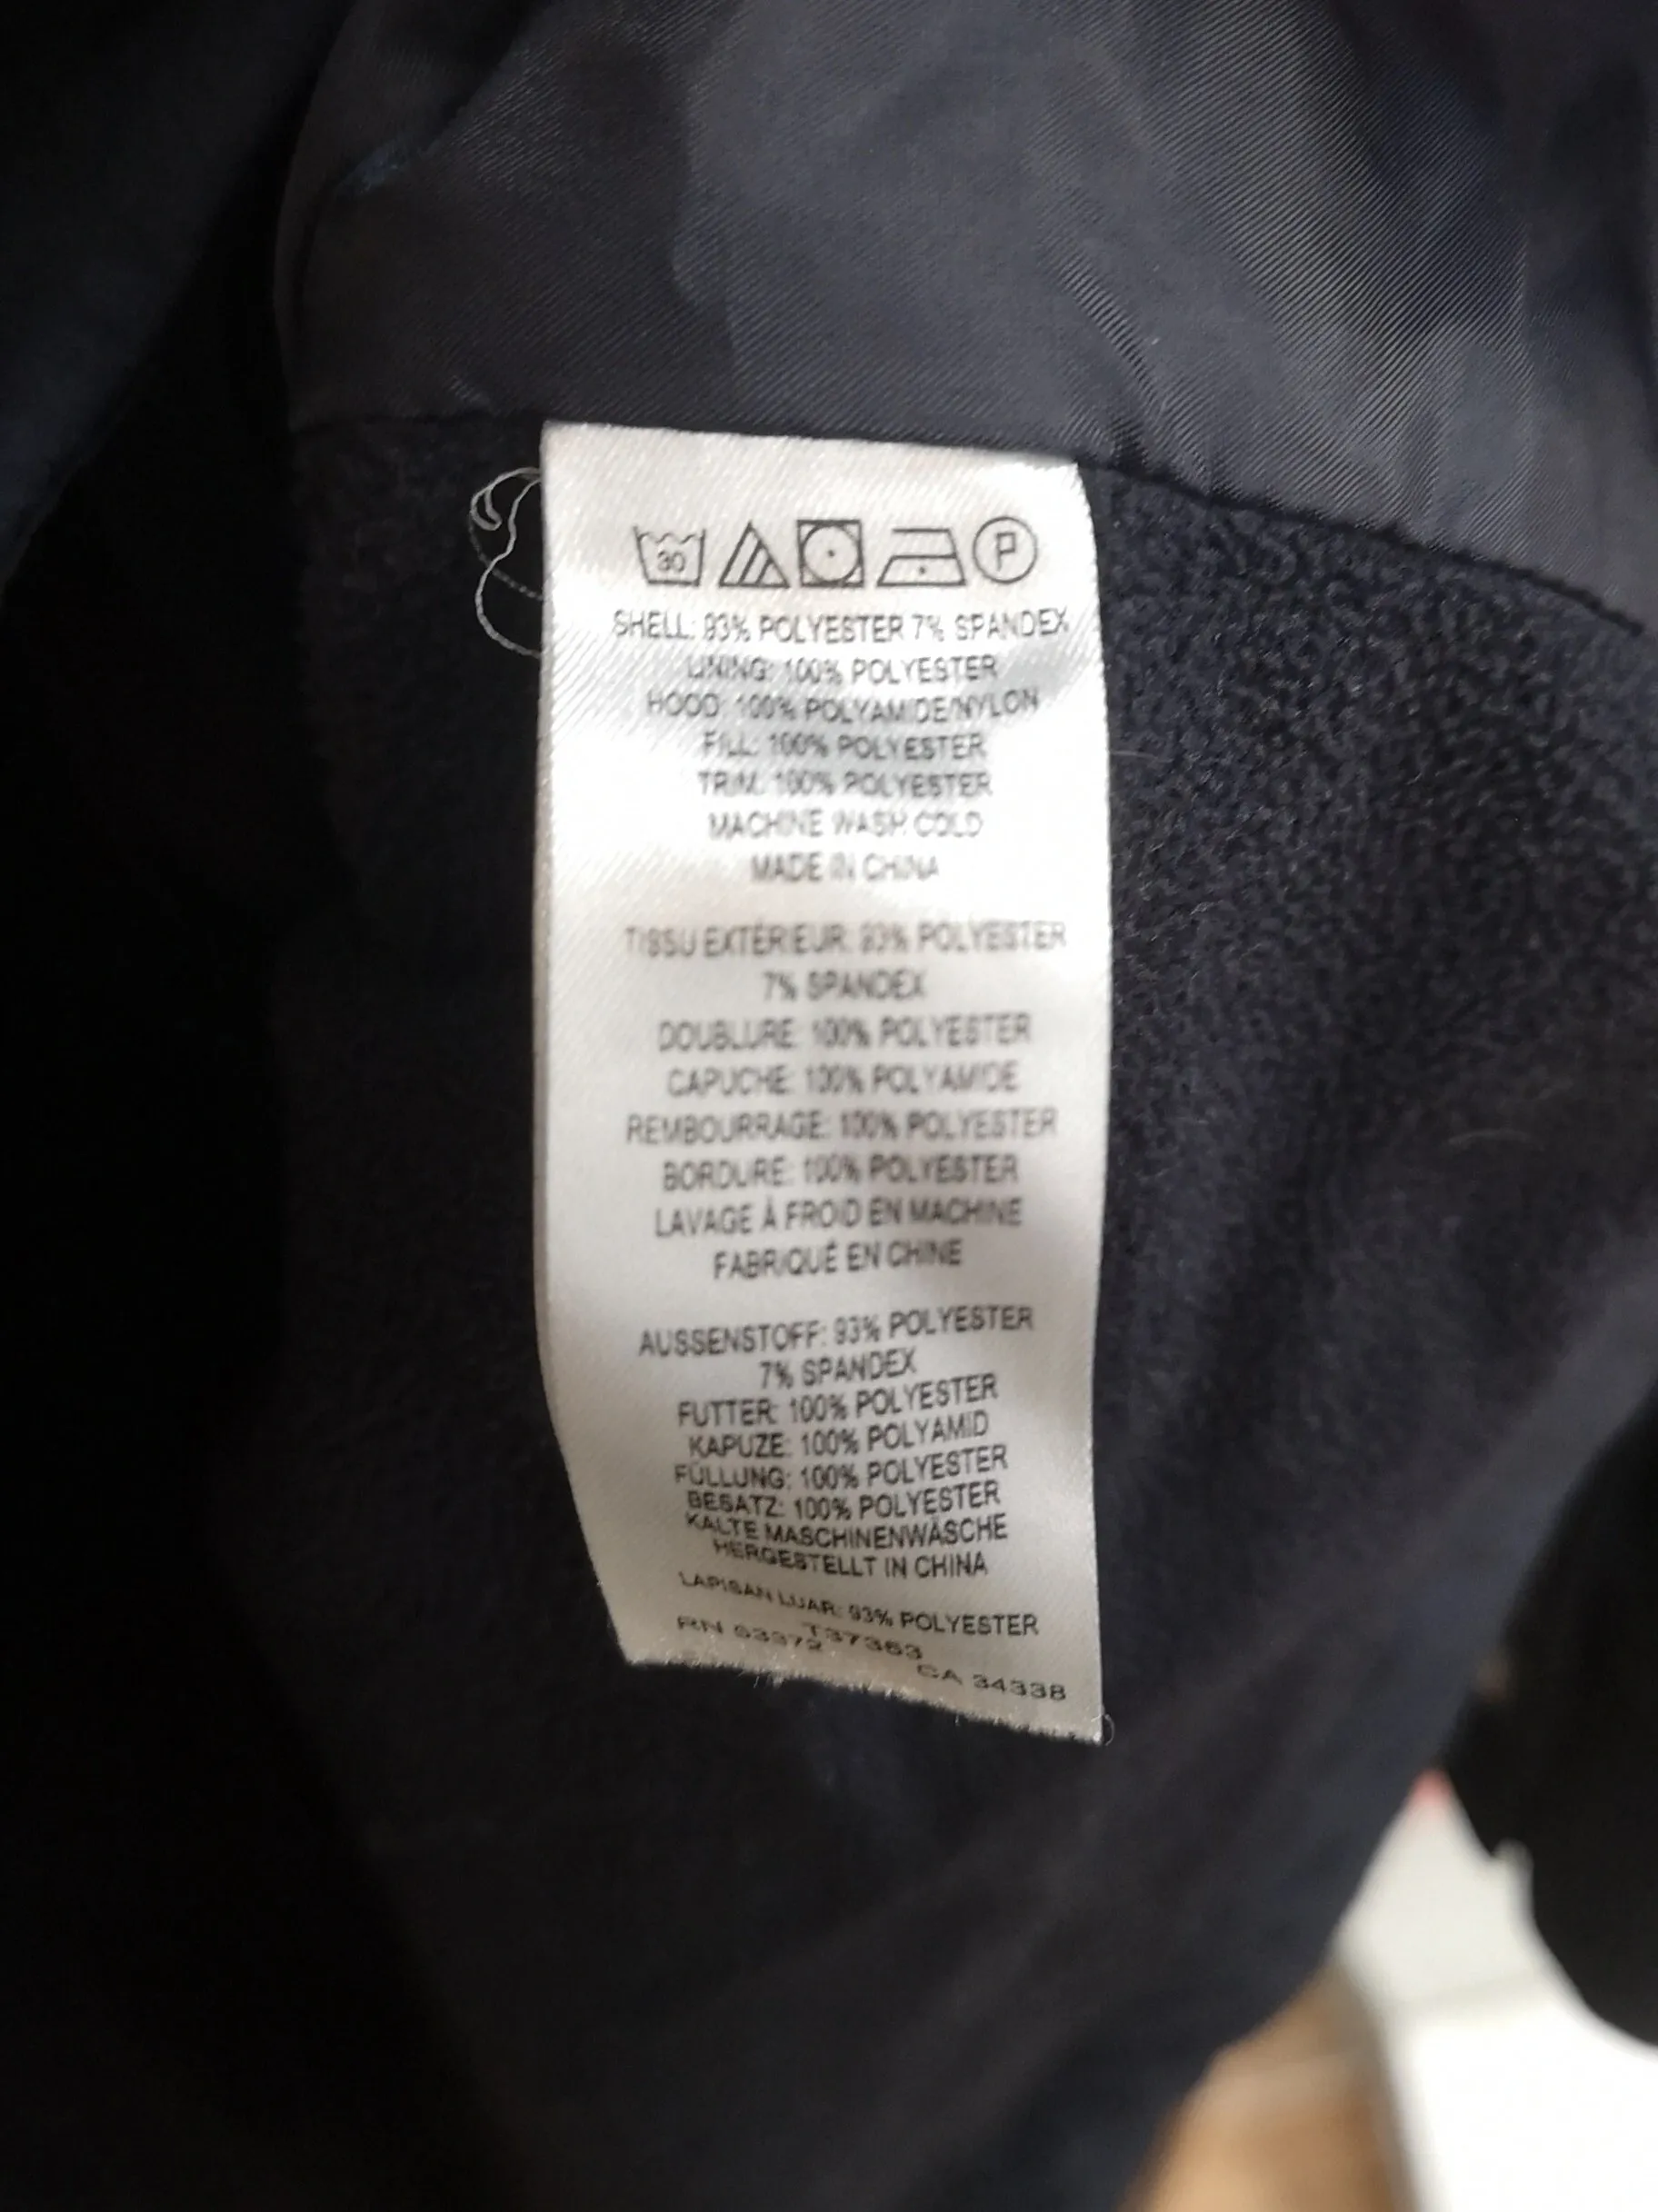 30
P
SHELL: 93% POLYESTER 7% SPANDEX
LINING: 100% POLYESTER
HOOD: 100% POLYAMIDE/NYLON
FILL: 100% POLYESTER
TRIM: 100% POLYESTER
MACHINE WASH COLD
MADE IN CHINA
TISSU EXTÉRIEUR: 93% POLYESTER
7% SPANDEX
DOUBLURE: 100% POLYESTER
CAPUCHE: 100% POLYAMIDE
REMBOURRAGE: 100% POLYESTER
BORDURE: 100% POLYESTER
LAVAGE À FROID EN MACHINE
FABRIQUÉ EN CHINE
AUSSENSTOFF: 93% POLYESTER
7% SPANDEX
FUTTER: 100% POLYESTER
KAPUZE: 100% POLYAMID
FÜLLUNG: 100% POLYESTER
BESATZ: 100% POLYESTER
KALTE MASCHINENWÄSCHE
HERGESTELLT IN CHINA
LAPISAN LUAR: 93% POLYESTER
T37363
RN 63372 CA 34338